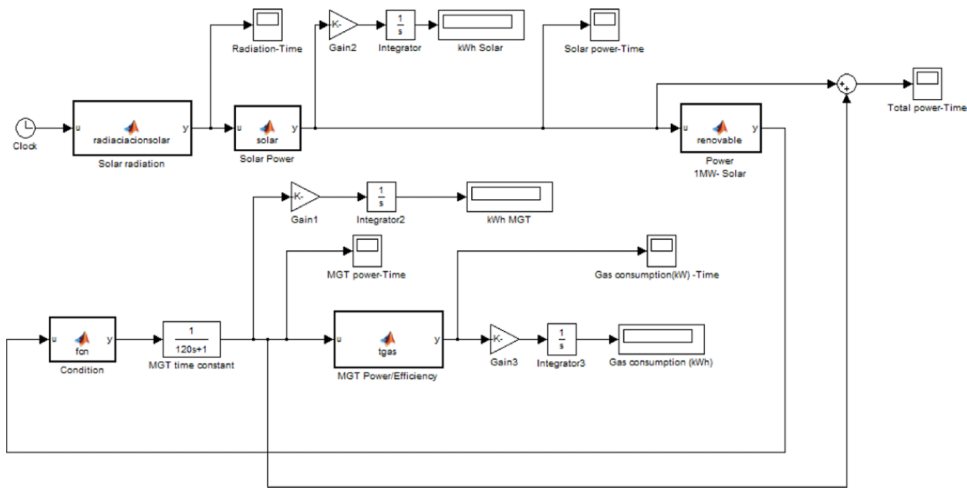 Radiation-Time
K-
Gain2
1
s
Integrator
kWh Solar
Solar power-Time
Total power-Time
Clock
u
radiaciacionsolar
y
Solar radiation
u
solar
y
Solar Power
u
renovable
y
Power
1MW- Solar
K-
Gain1
1
s
Integrator2
kWh MGT
MGT power-Time
Gas consumption(kW) -Time
u
fcn
y
Condition
1
120s+1
MGT time constant
u
tgas
y
MGT Power/Efficiency
K-
Gain3
1
s
Integrator3
Gas consumption (kWh)